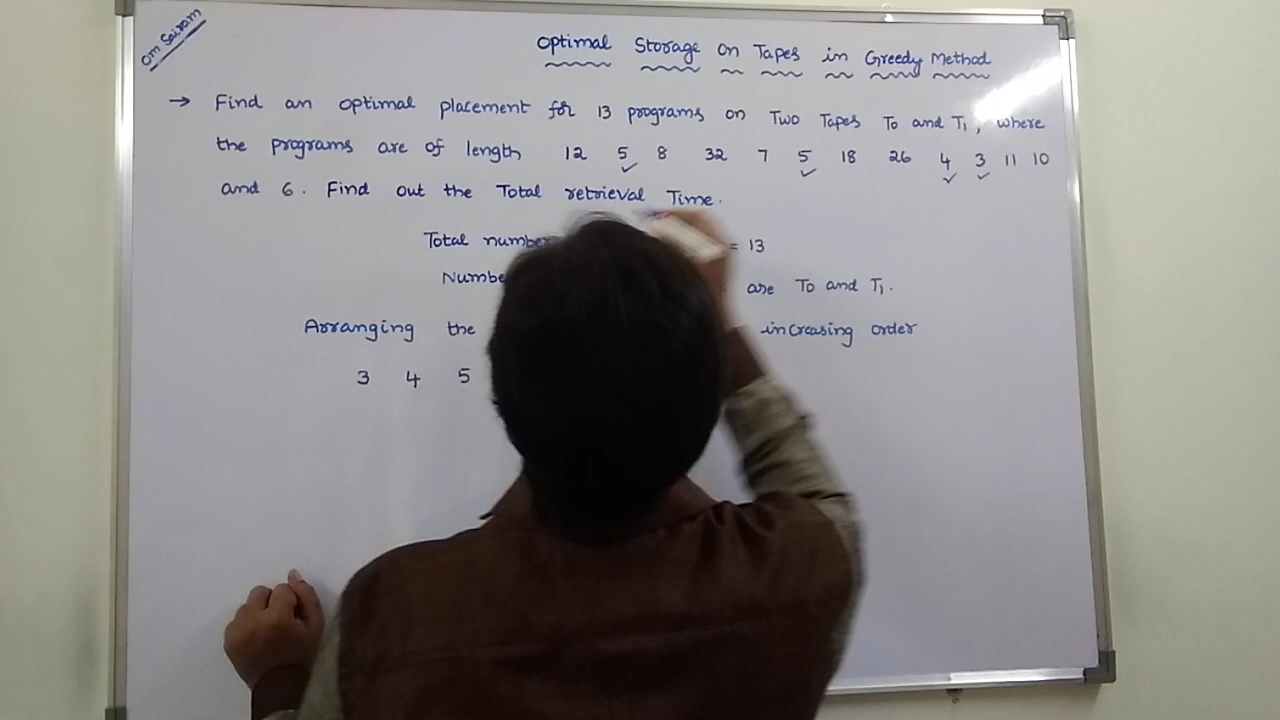 Om Sai Ram
Optimal Storage on Tapes in Greedy Method
→ Find an optimal placement for 13 programs on Two Tapes T0 and T1, where
the programs are of length 12 5 8 32 7 5 18 26 4 3 11 10
and 6. Find out the Total retrieval Time.
Total number = 13
are T0 and T1.
Arranging the increasing order
3 4 5